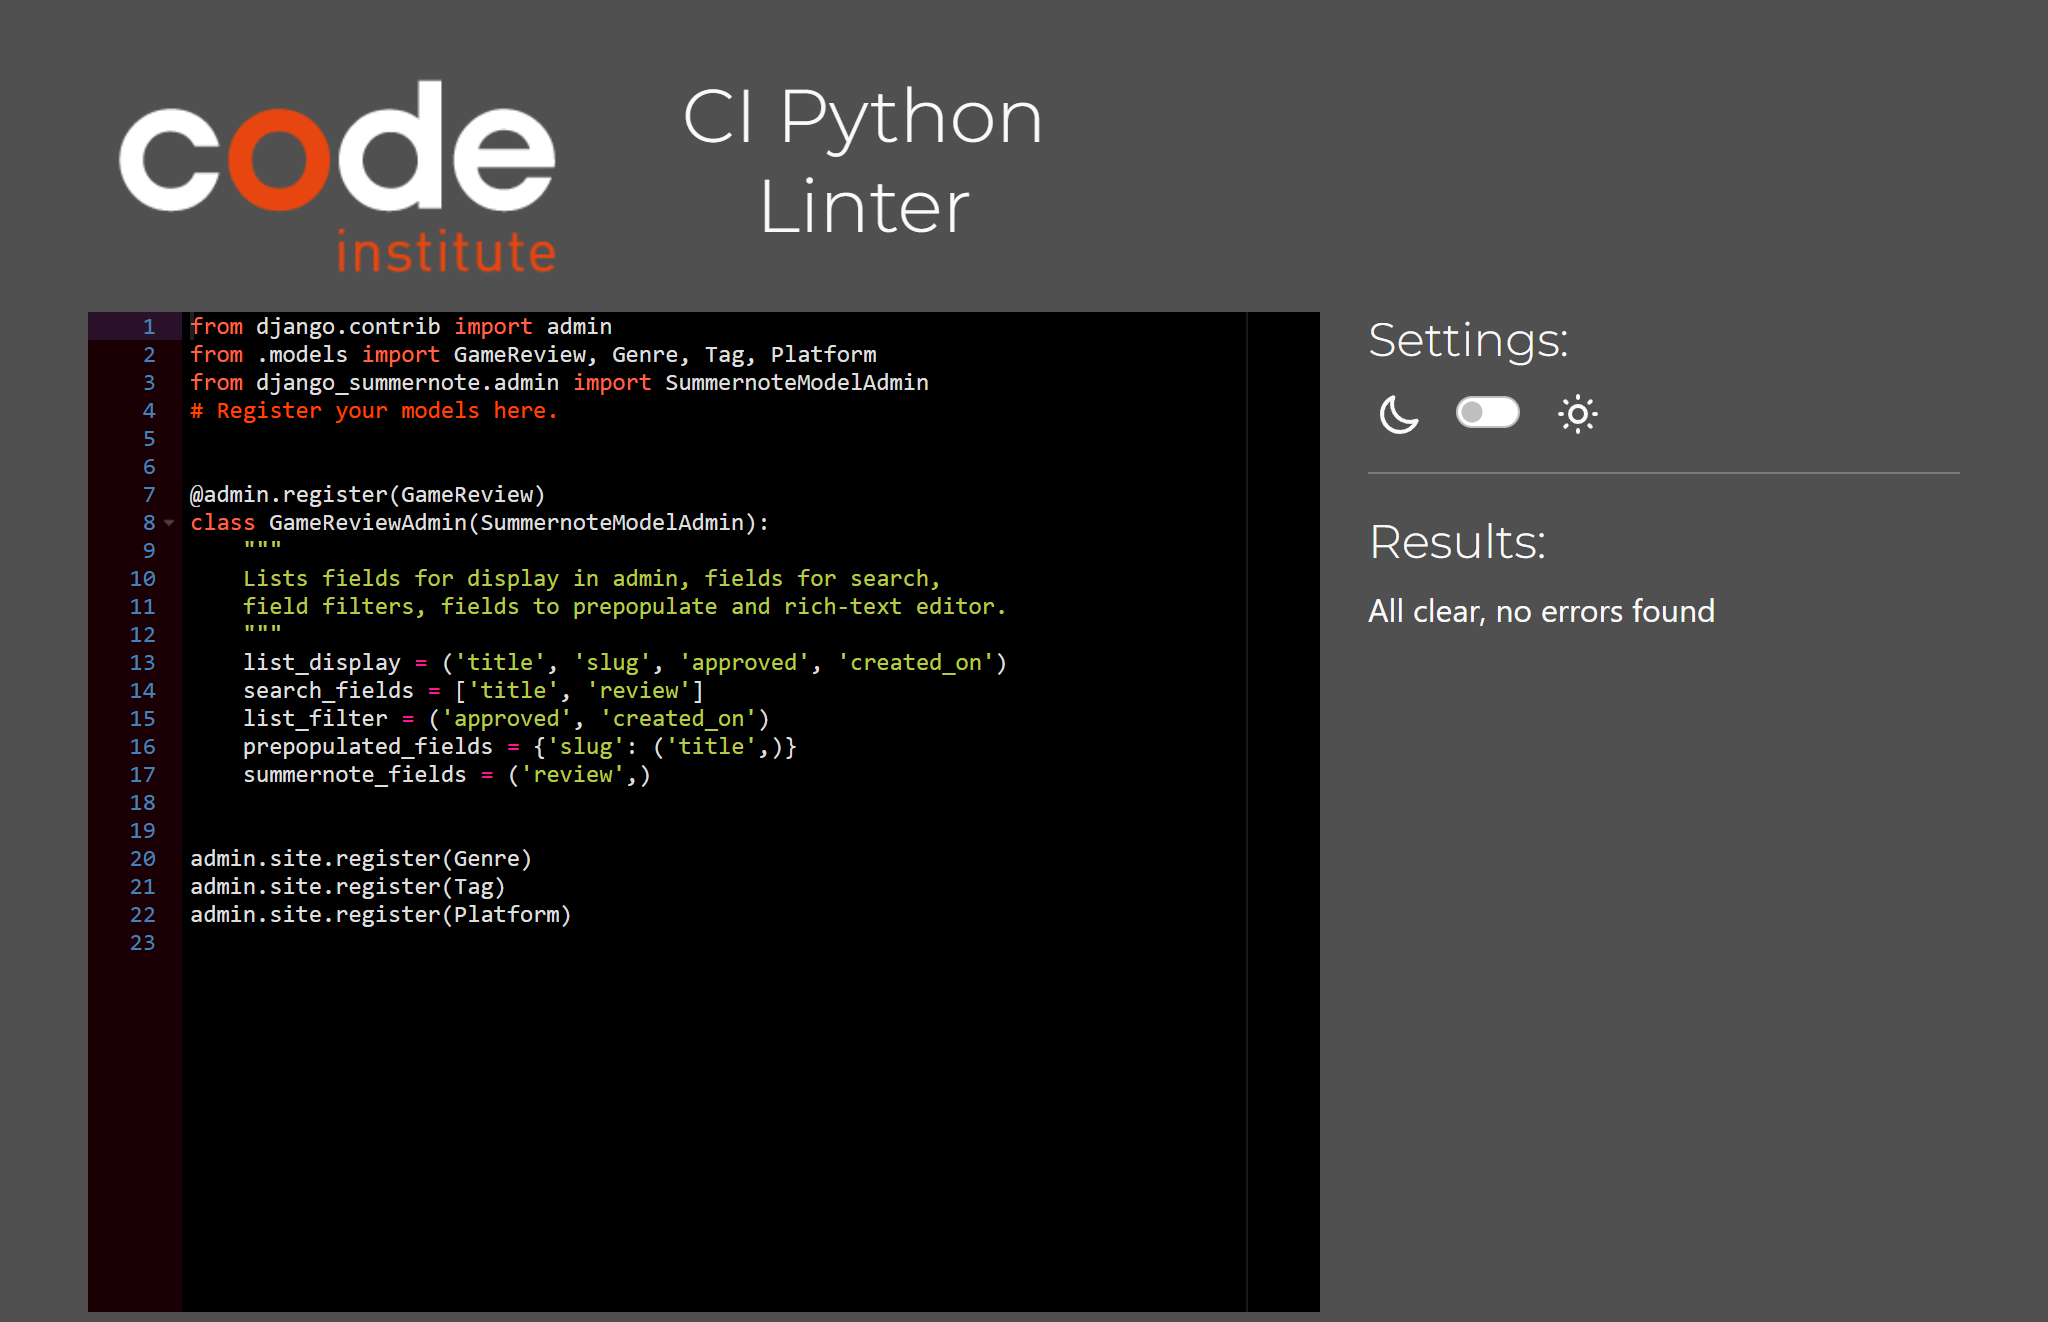 code
institute
CI Python
Linter
1 from django.contrib import admin
2 from .models import GameReview, Genre, Tag, Platform
3 from django_summernote.admin import SummernoteModelAdmin
4 # Register your models here.
5
6
7 @admin.register(GameReview)
8 class GameReviewAdmin(SummernoteModelAdmin):
9     """
10     Lists fields for display in admin, fields for search,
11     field filters, fields to prepopulate and rich-text editor.
12     """
13     list_display = ('title', 'slug', 'approved', 'created_on')
14     search_fields = ['title', 'review']
15     list_filter = ('approved', 'created_on')
16     prepopulated_fields = {'slug': ('title',)}
17     summernote_fields = ('review',)
18
19
20 admin.site.register(Genre)
21 admin.site.register(Tag)
22 admin.site.register(Platform)
23
Settings:
Results:
All clear, no errors found